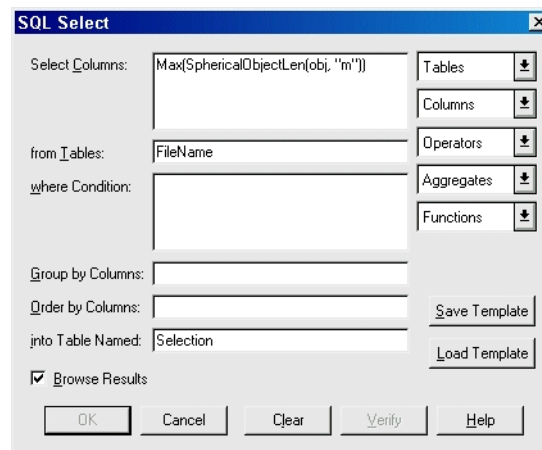 SQL Select
Select Columns: Max(SphericalObjectLen(obj, "m")) Tables
Columns
from Tables: FileName Operators
where Condition: Aggregates
Functions
Group by Columns:
Order by Columns: Save Template
into Table Named: Selection Load Template
Browse Results
OK Cancel Clear Verify Help